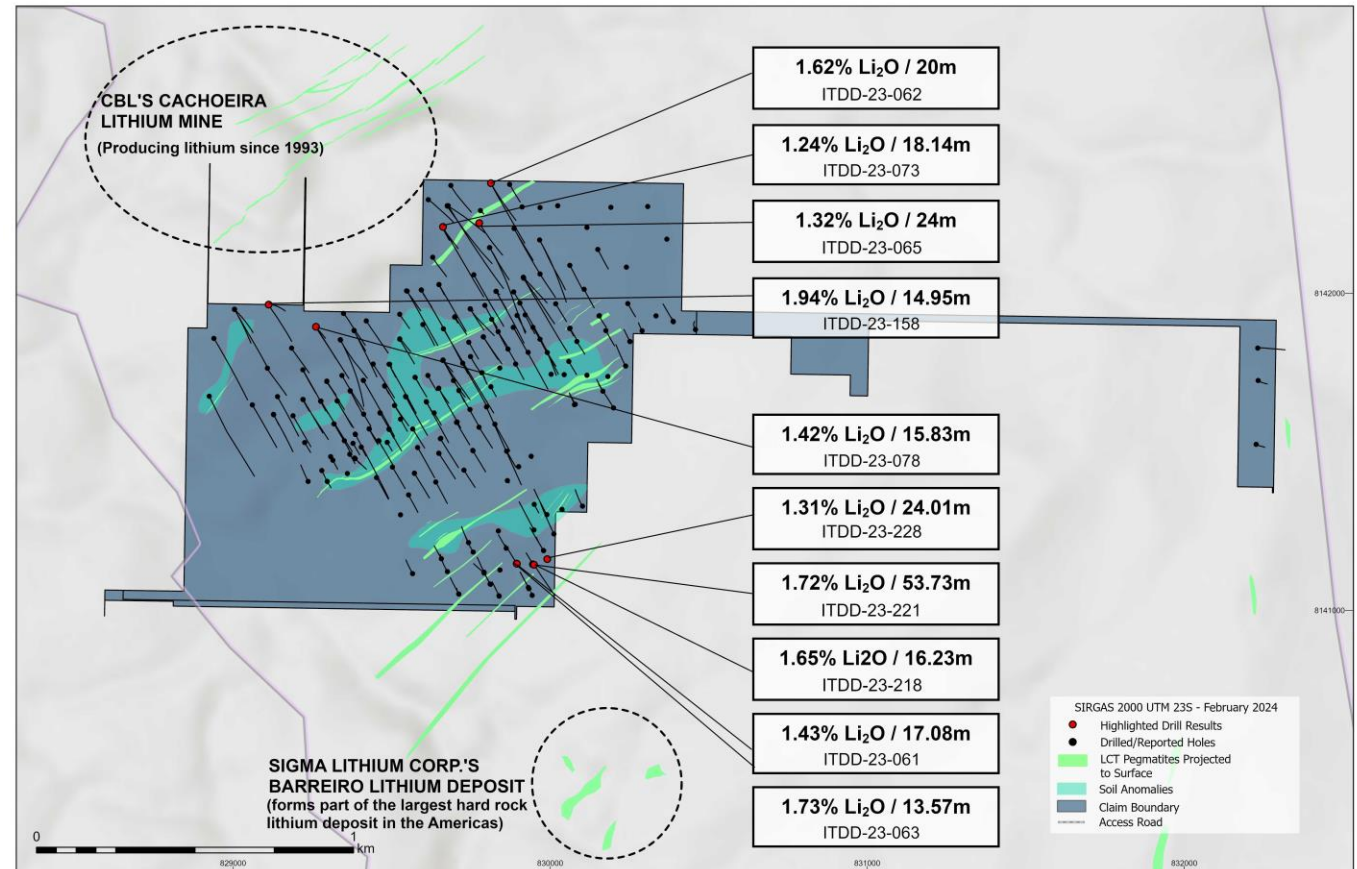 CBL'S CACHOEIRA
LITHIUM MINE
(Producing lithium since 1993)
1.62% Li₂O / 20m
ITDD-23-062
1.24% Li₂O / 18.14m
ITDD-23-073
1.32% Li₂O / 24m
ITDD-23-065
1.94% Li₂O / 14.95m
ITDD-23-158
1.42% Li₂O / 15.83m
ITDD-23-078
1.31% Li₂O / 24.01m
ITDD-23-228
1.72% Li₂O / 53.73m
ITDD-23-221
1.65% Li2O / 16.23m
ITDD-23-218
1.43% Li₂O / 17.08m
ITDD-23-061
1.73% Li₂O / 13.57m
ITDD-23-063
8142000
8141000
SIGMA LITHIUM CORP.'S
BARREIRO LITHIUM DEPOSIT
(forms part of the largest hard rock
lithium deposit in the Americas)
SIRGAS 2000 UTM 23S - February 2024
Highlighted Drill Results
Drilled/Reported Holes
LCT Pegmatites Projected
to Surface
Soil Anomalies
Claim Boundary
Access Road
0 1
km
829000 830000 831000 832000